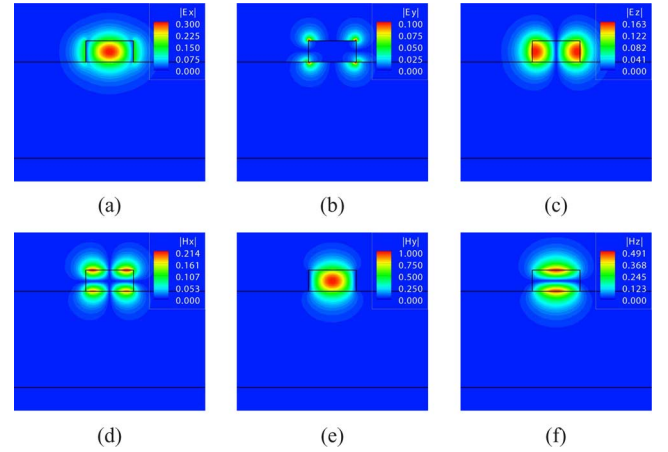 |Ex|
0.300
0.225
0.150
0.075
0.000
(a)
|Ey|
0.100
0.075
0.050
0.025
0.000
(b)
|Ez|
0.163
0.122
0.082
0.041
0.000
(c)
|Hx|
0.214
0.161
0.107
0.053
0.000
(d)
|Hy|
1.000
0.750
0.500
0.250
0.000
(e)
|Hz|
0.491
0.368
0.245
0.123
0.000
(f)